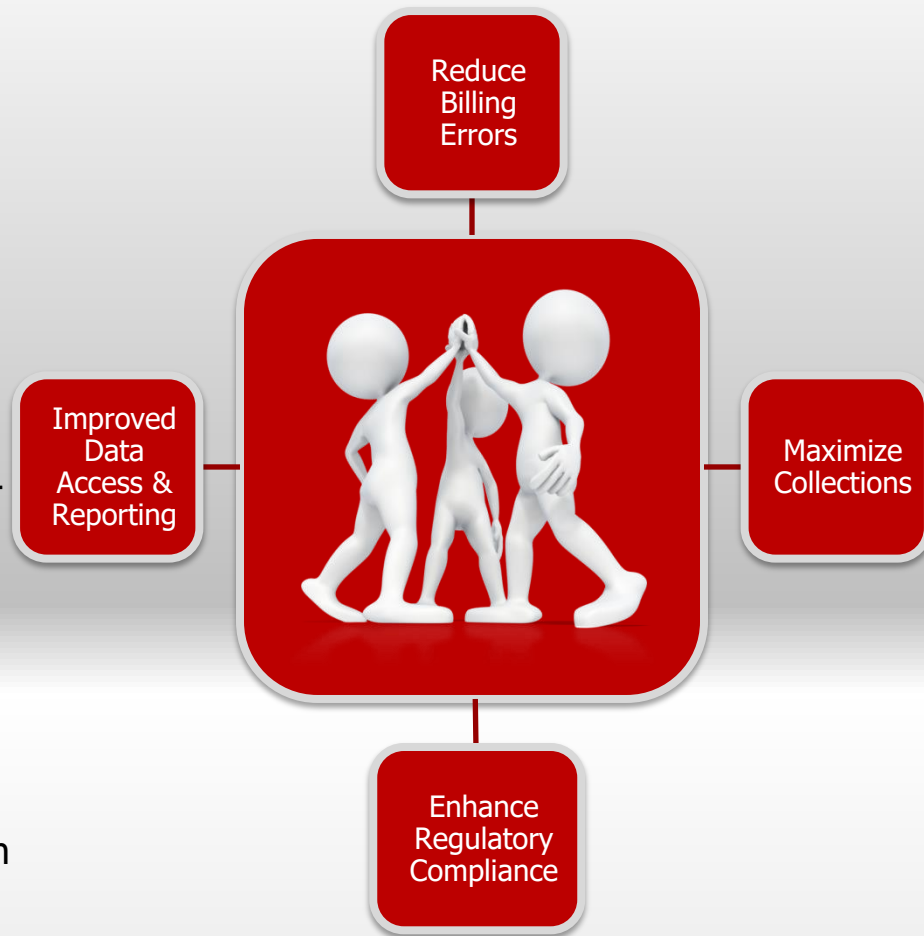 Reduce
Billing
Errors
Improved
Data
Access &
Reporting
Maximize
Collections
Enhance
Regulatory
Compliance